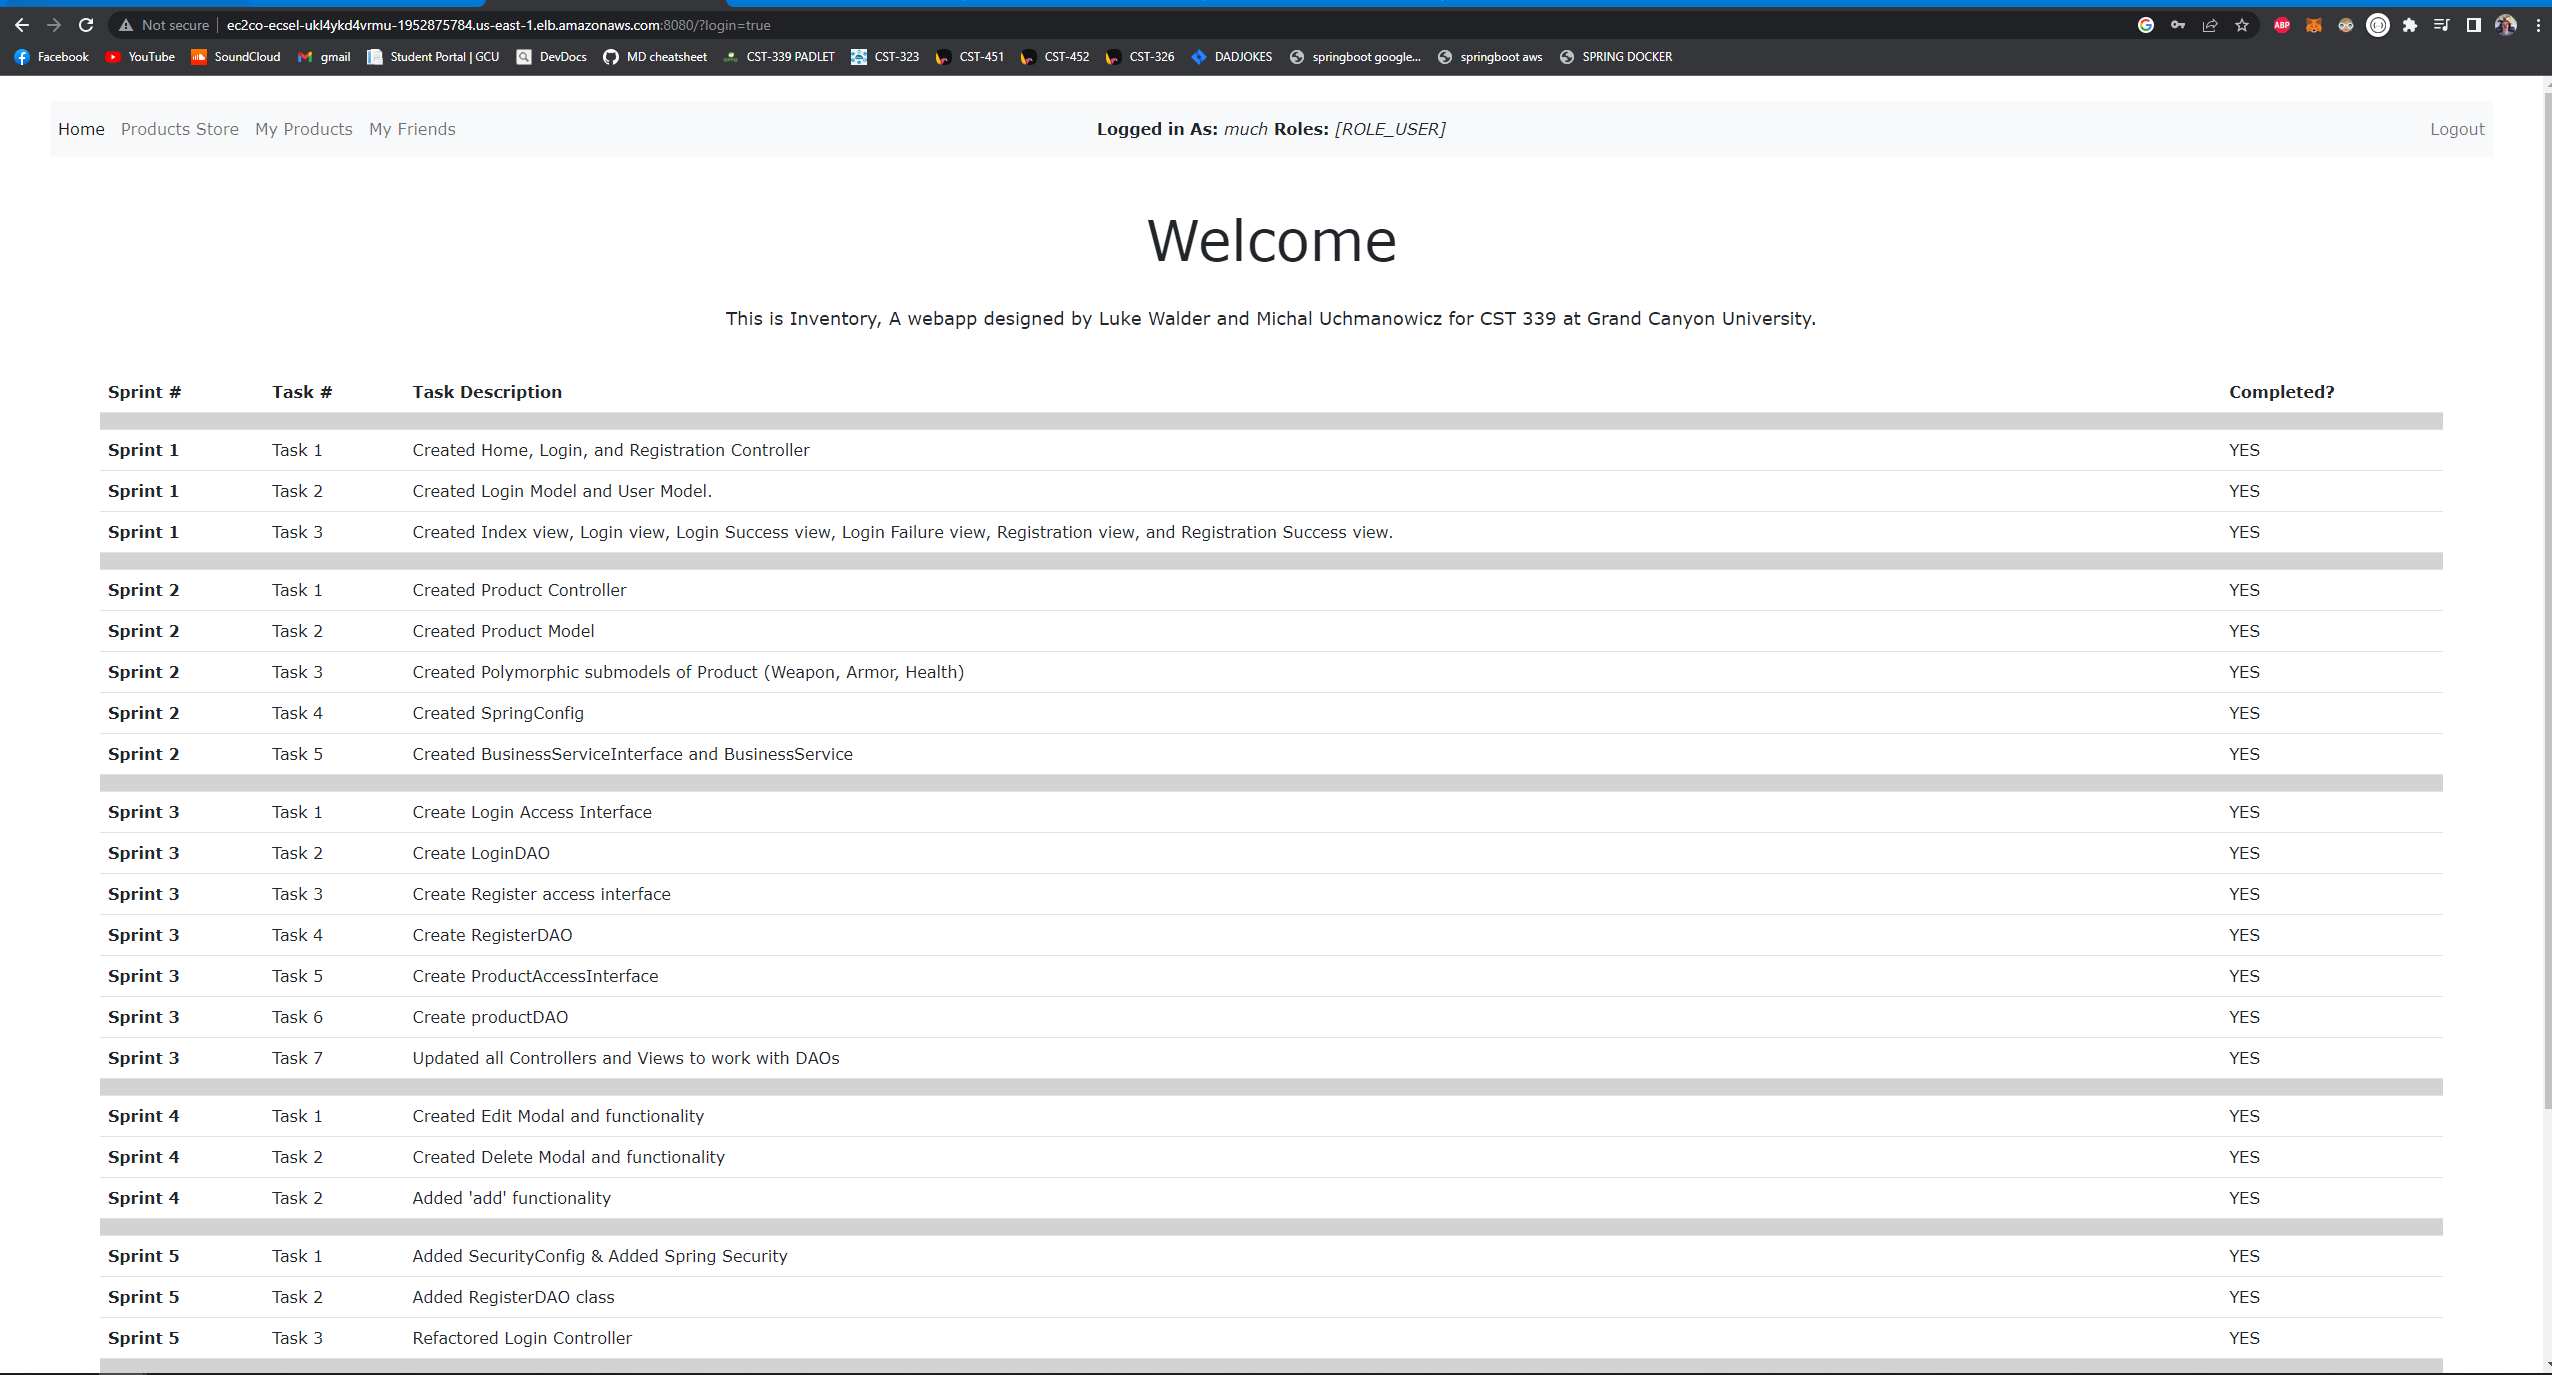 Not secure | ec2co-ecsel-ukl4ykd4vrmu-1952875784.us-east-1.elb.amazonaws.com:8080/?login=true ABP
Facebook YouTube SoundCloud gmail Student Portal | GCU DevDocs MD cheatsheet CST-339 PADLET CST-323 CST-451 CST-452 CST-326 DADJOKES springboot google... springboot aws SPRING DOCKER
Home Products Store My Products My Friends Logged in As: much Roles: [ROLE_USER] Logout
Welcome
This is Inventory, A webapp designed by Luke Walder and Michal Uchmanowicz for CST 339 at Grand Canyon University.
Sprint # Task # Task Description Completed?
Sprint 1 Task 1 Created Home, Login, and Registration Controller YES
Sprint 1 Task 2 Created Login Model and User Model. YES
Sprint 1 Task 3 Created Index view, Login view, Login Success view, Login Failure view, Registration view, and Registration Success view. YES
Sprint 2 Task 1 Created Product Controller YES
Sprint 2 Task 2 Created Product Model YES
Sprint 2 Task 3 Created Polymorphic submodels of Product (Weapon, Armor, Health) YES
Sprint 2 Task 4 Created SpringConfig YES
Sprint 2 Task 5 Created BusinessServiceInterface and BusinessService YES
Sprint 3 Task 1 Create Login Access Interface YES
Sprint 3 Task 2 Create LoginDAO YES
Sprint 3 Task 3 Create Register access interface YES
Sprint 3 Task 4 Create RegisterDAO YES
Sprint 3 Task 5 Create ProductAccessInterface YES
Sprint 3 Task 6 Create productDAO YES
Sprint 3 Task 7 Updated all Controllers and Views to work with DAOs YES
Sprint 4 Task 1 Created Edit Modal and functionality YES
Sprint 4 Task 2 Created Delete Modal and functionality YES
Sprint 4 Task 2 Added 'add' functionality YES
Sprint 5 Task 1 Added SecurityConfig & Added Spring Security YES
Sprint 5 Task 2 Added RegisterDAO class YES
Sprint 5 Task 3 Refactored Login Controller YES